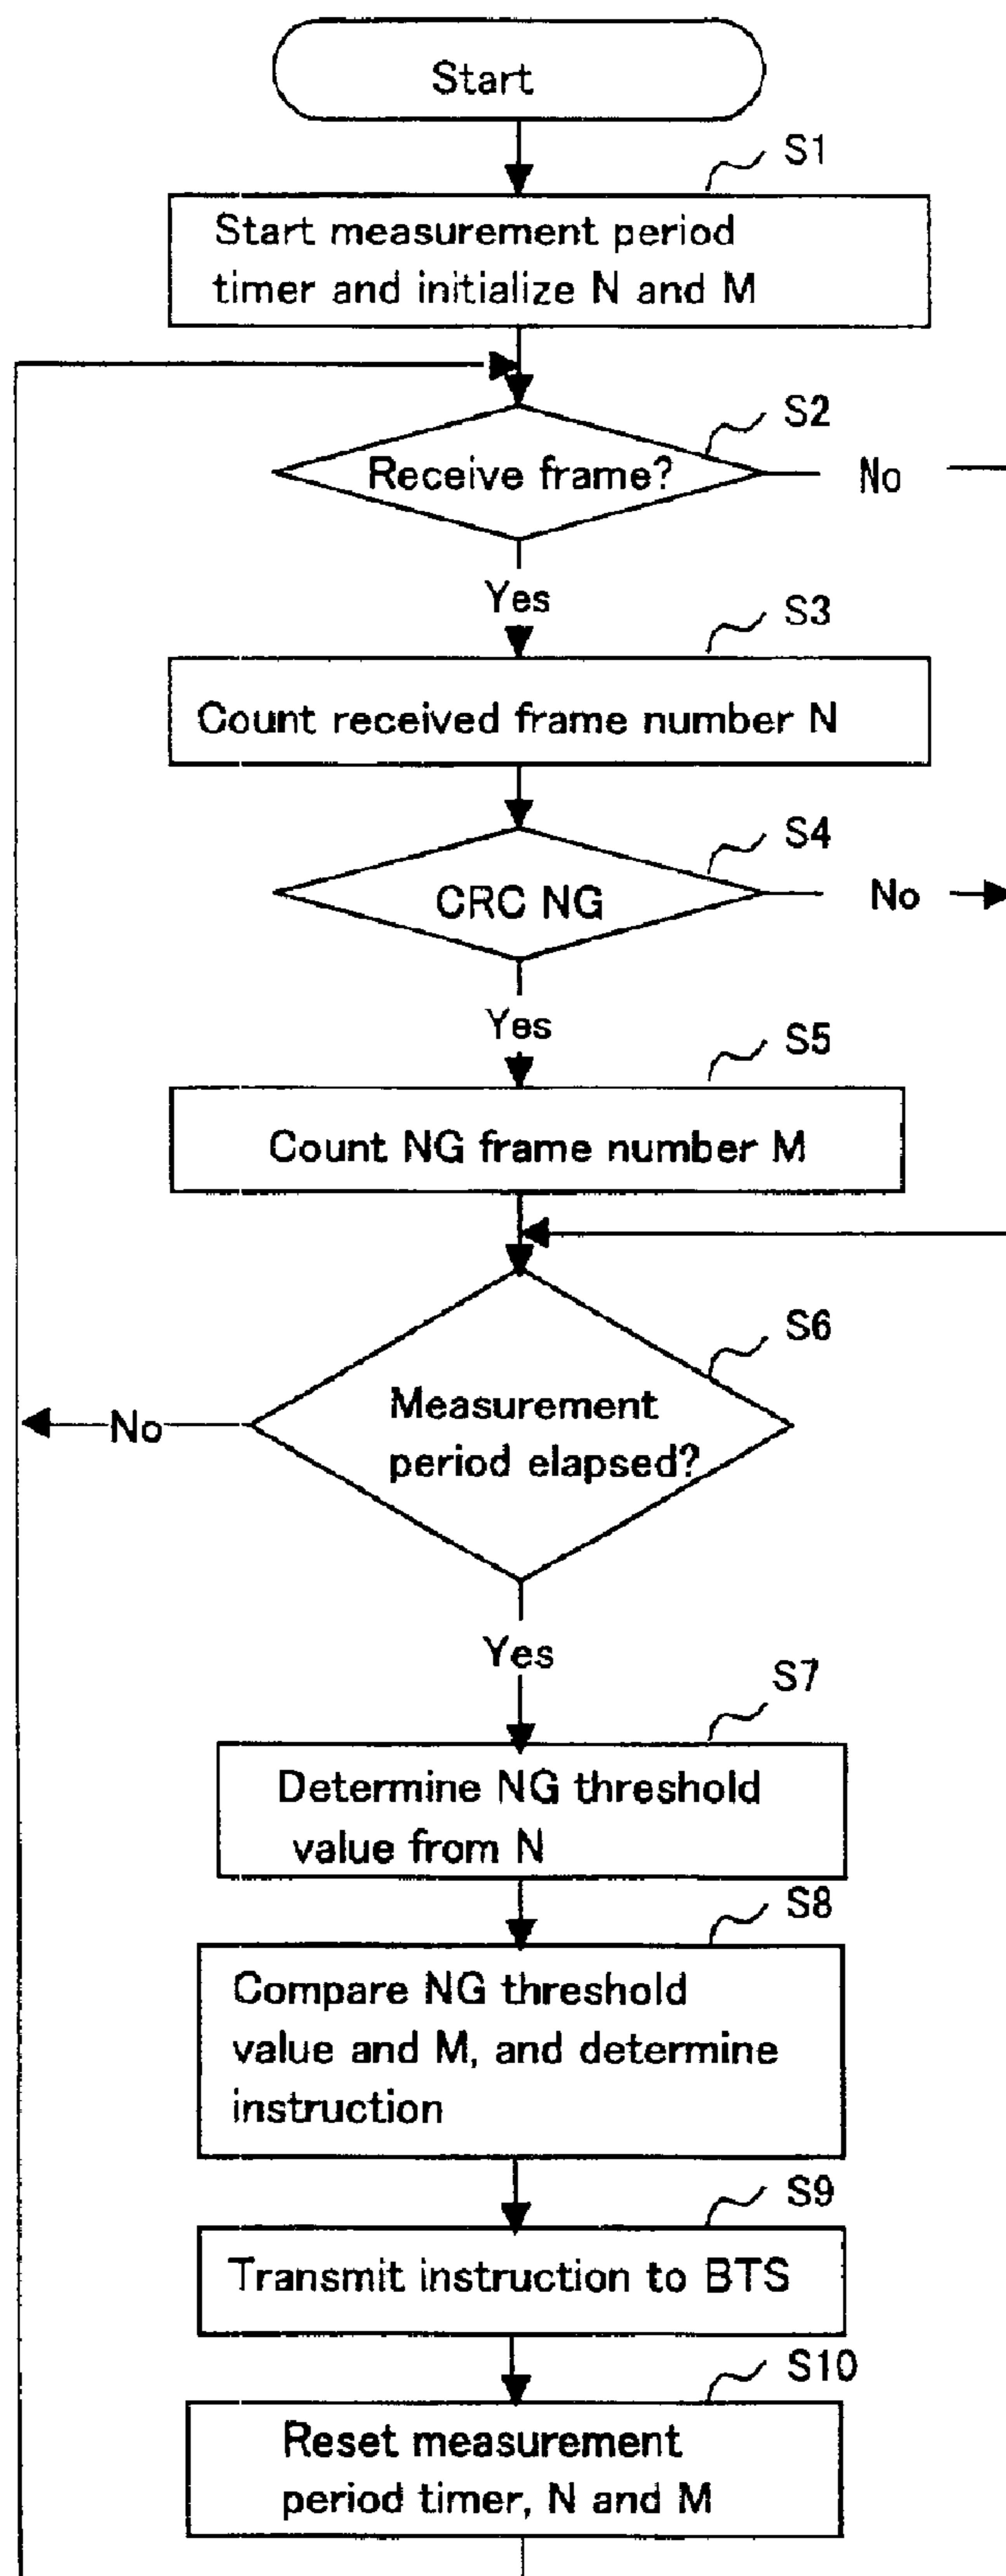 Start
S1
Start measurement period
timer and initialize N and M
S2
Receive frame?
No
Yes
S3
Count received frame number N
S4
CRC NG
No
Yes
S5
Count NG frame number M
S6
Measurement
period elapsed?
No
Yes
S7
Determine NG threshold
value from N
S8
Compare NG threshold
value and M, and determine
instruction
S9
Transmit instruction to BTS
S10
Reset measurement
period timer, N and M